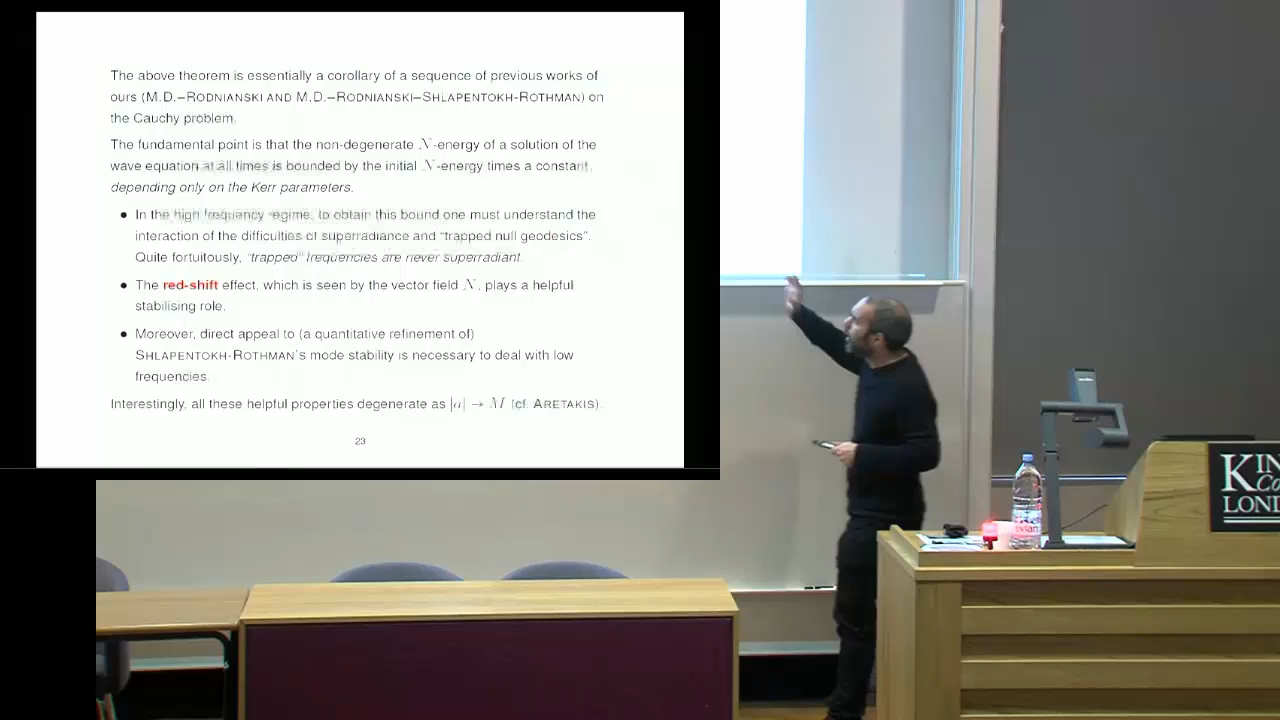 The above theorem is essentially a corollary of a sequence of previous works of
ours (M.D.–RODNIANSKI AND M.D.–RODNIANSKI–SHLAPENTOKH-ROTHMAN) on
the Cauchy problem.
The fundamental point is that the non-degenerate N-energy of a solution of the
wave equation at all times is bounded by the initial N-energy times a constant,
depending only on the Kerr parameters.
• In the high frequency regime, to obtain this bound one must understand the
interaction of the difficulties of superradiance and “trapped null geodesics”.
Quite fortuitously, “trapped” frequencies are never superradiant.
• The red-shift effect, which is seen by the vector field N, plays a helpful
stabilising role.
• Moreover, direct appeal to (a quantitative refinement of)
SHLAPENTOKH-ROTHMAN’s mode stability is necessary to deal with low
frequencies.
Interestingly, all these helpful properties degenerate as |a| → M (cf. ARETAKIS).
23
KIN
Co
LOND
evian